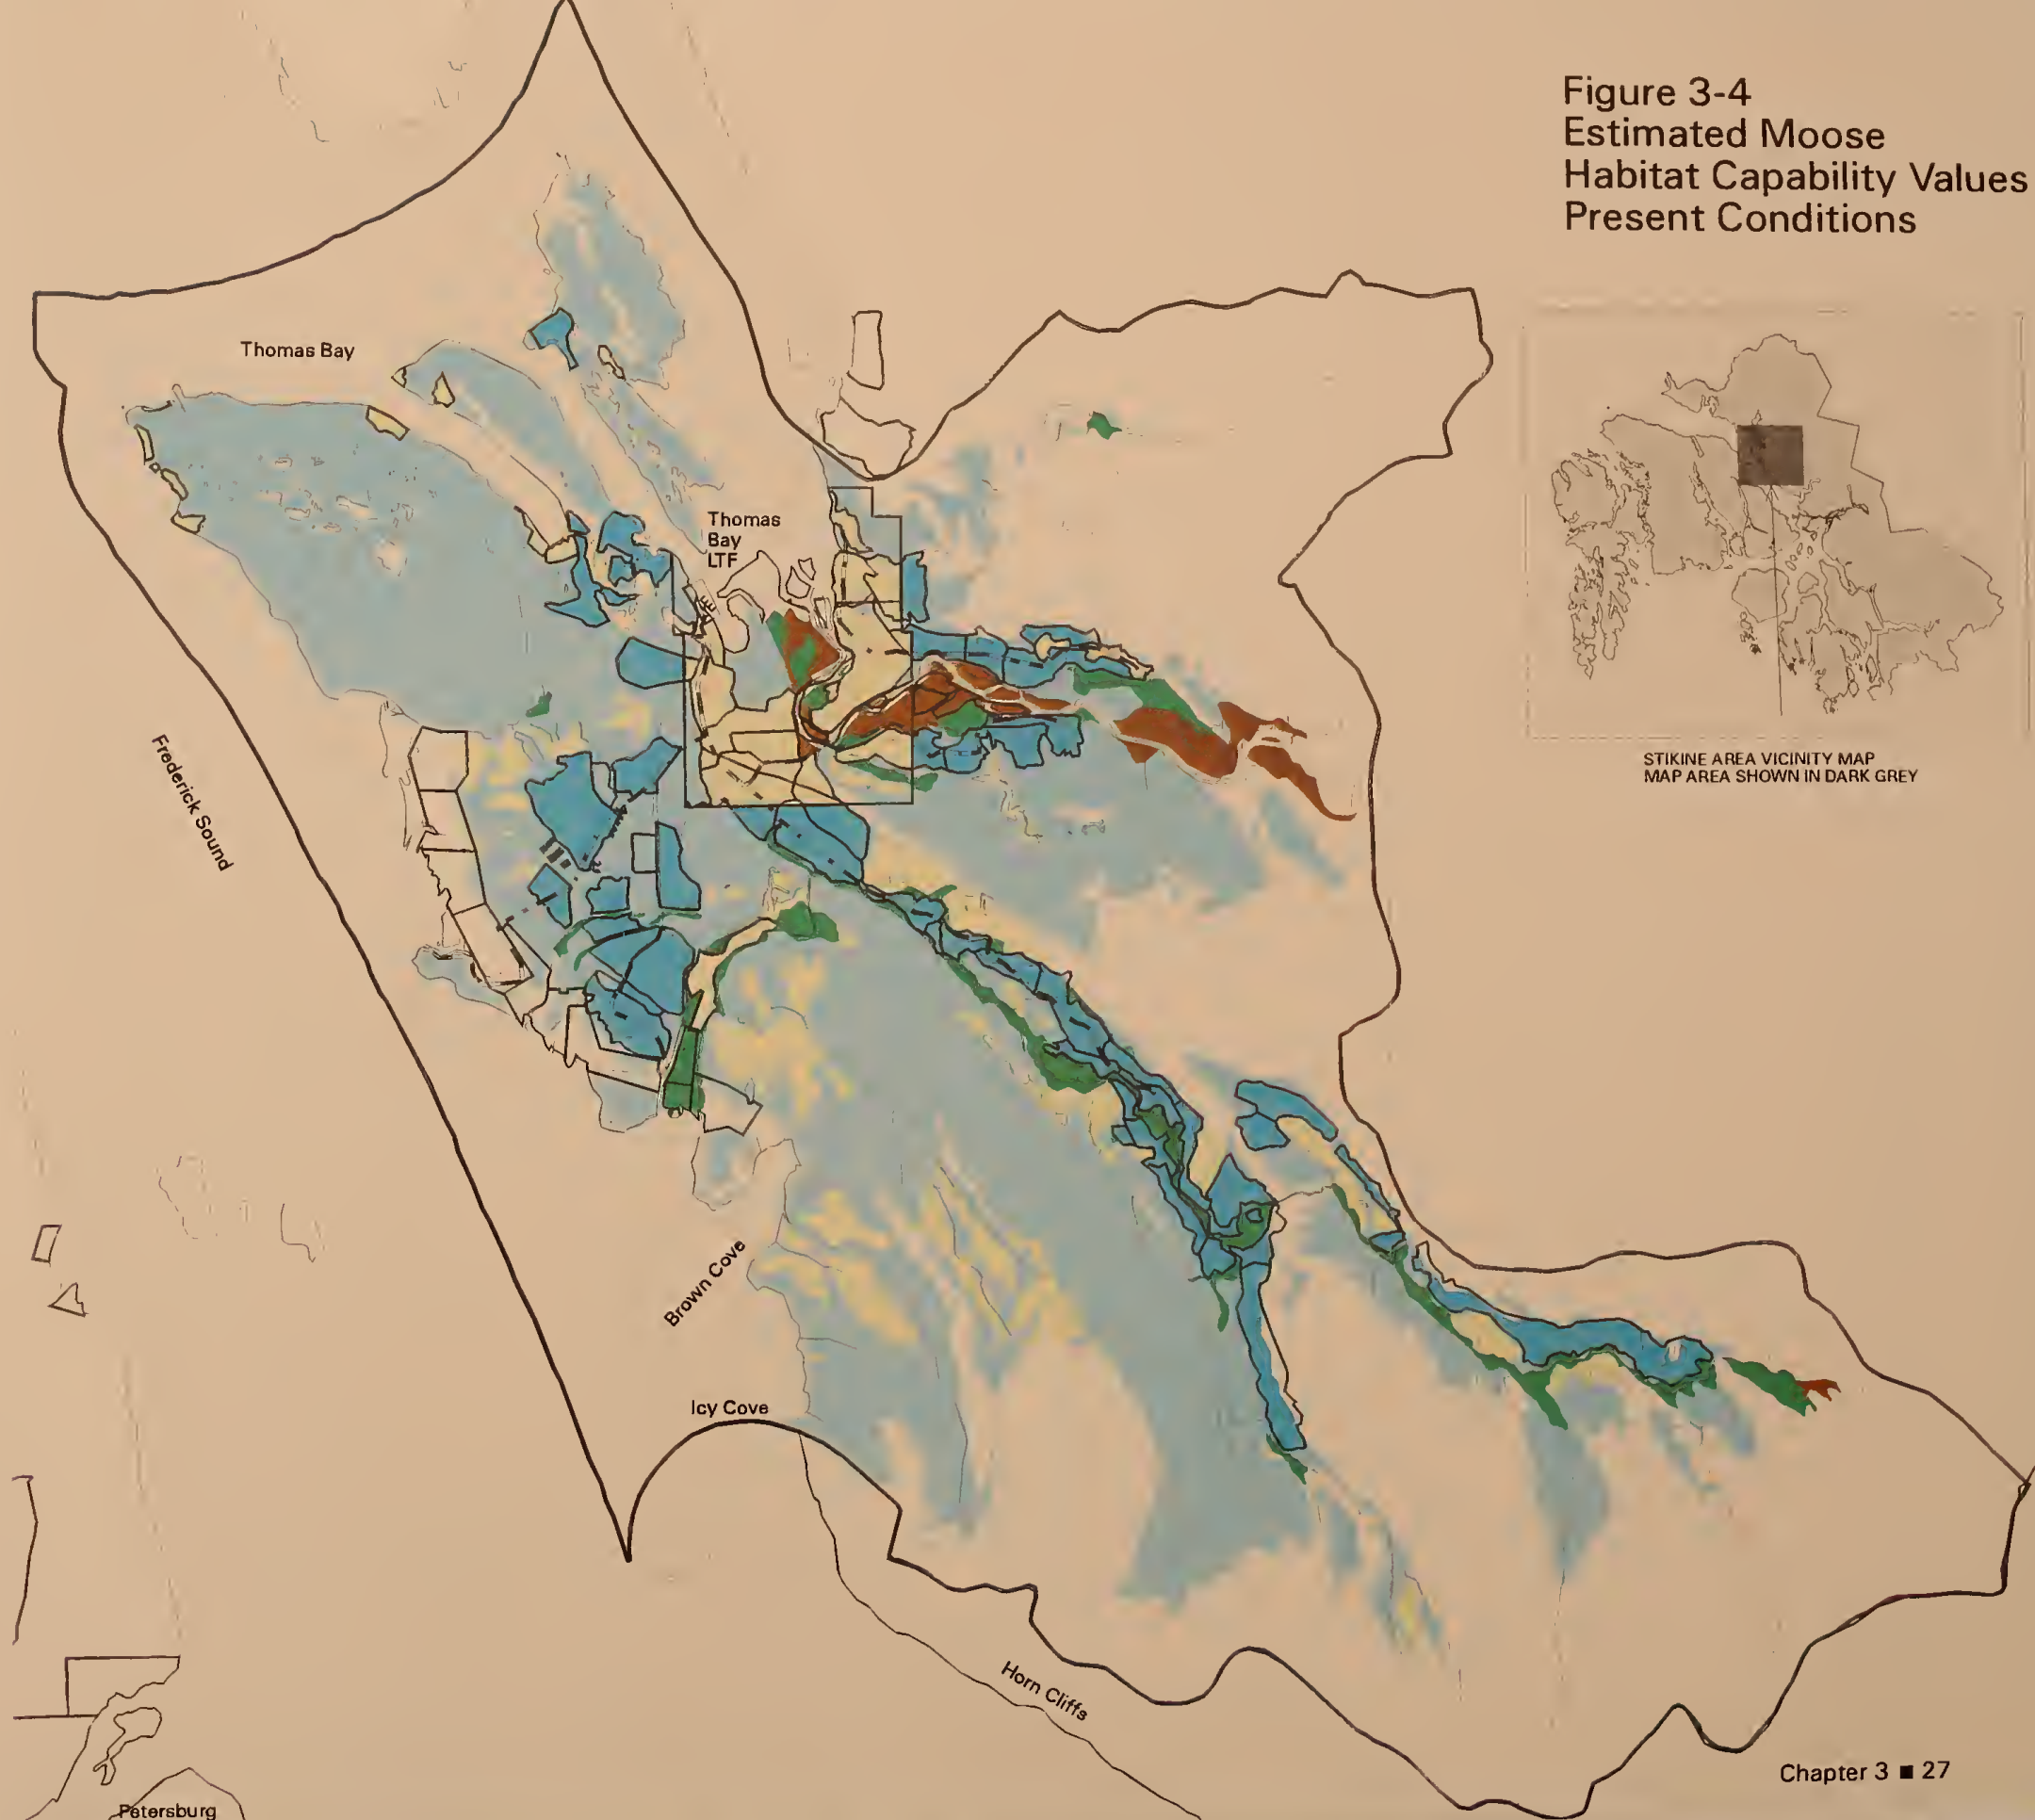 Figure 3-4
Estimated Moose
Habitat Capability Values
Present Conditions
Thomas Bay
Thomas
Bay
LTF
STIKINE AREA VICINITY MAP
MAP AREA SHOWN IN DARK GREY
Frederick Sound
Brown Cove
Icy Cove
Horn Cliffs
Chapter 3 ■ 27
Petersburg